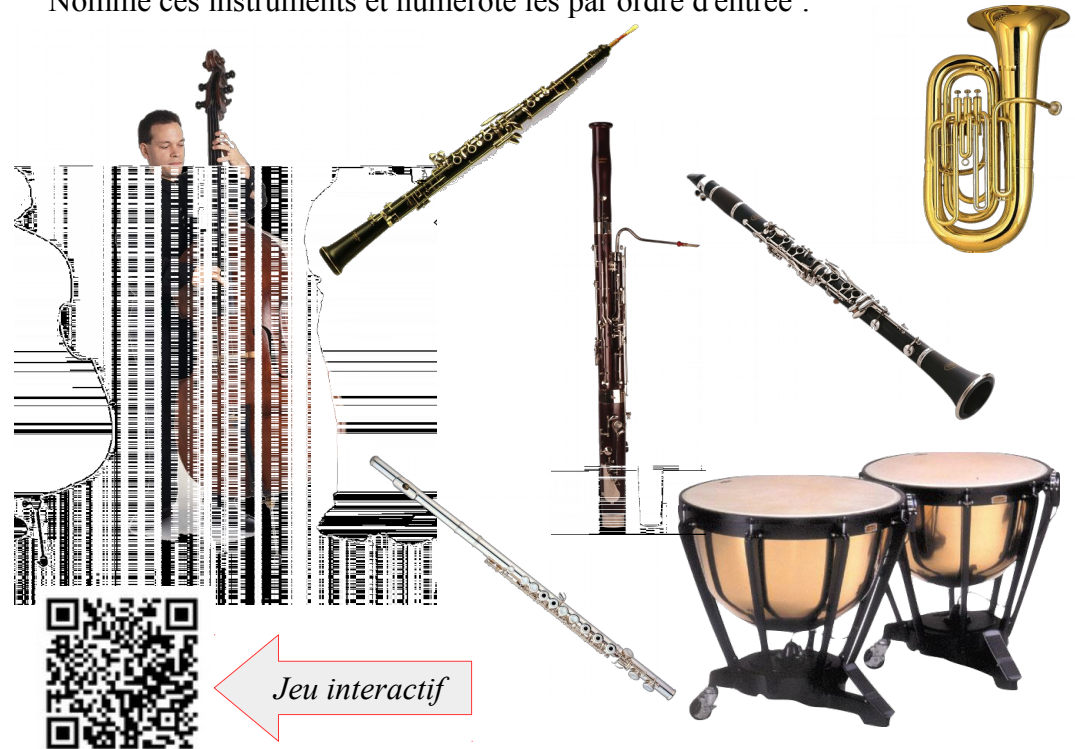 Nomme ces instruments et numérote les par ordre d'entrée :
Jeu interactif